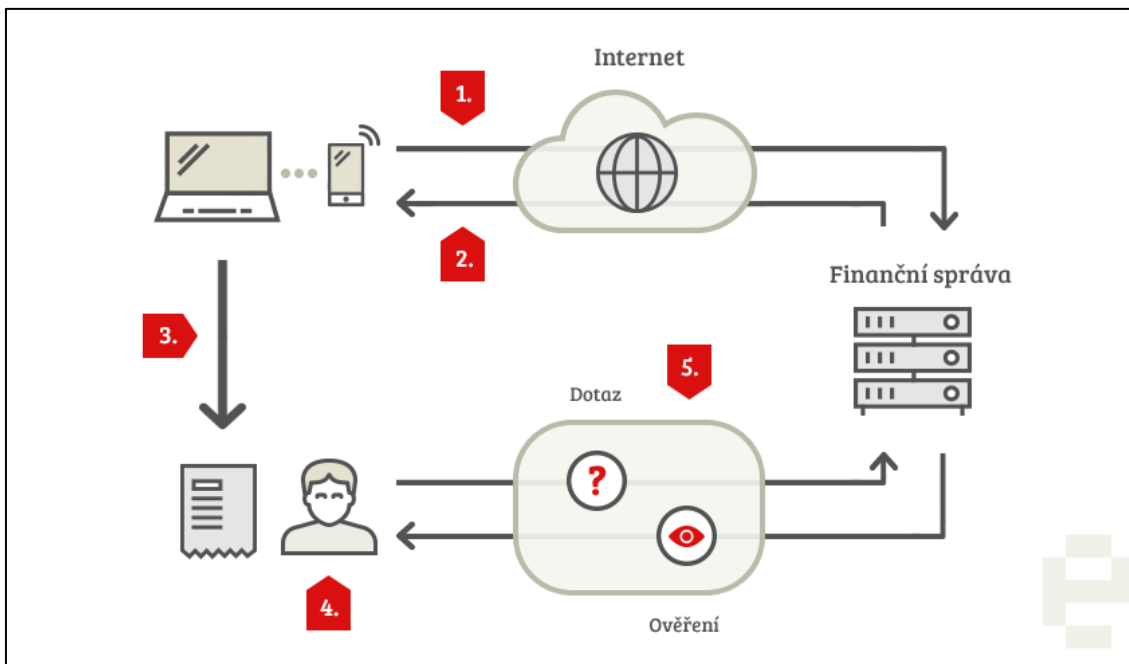 Internet
1.
2.
Finanční správa
3.
5.
Dotaz
?
4.
Ověření